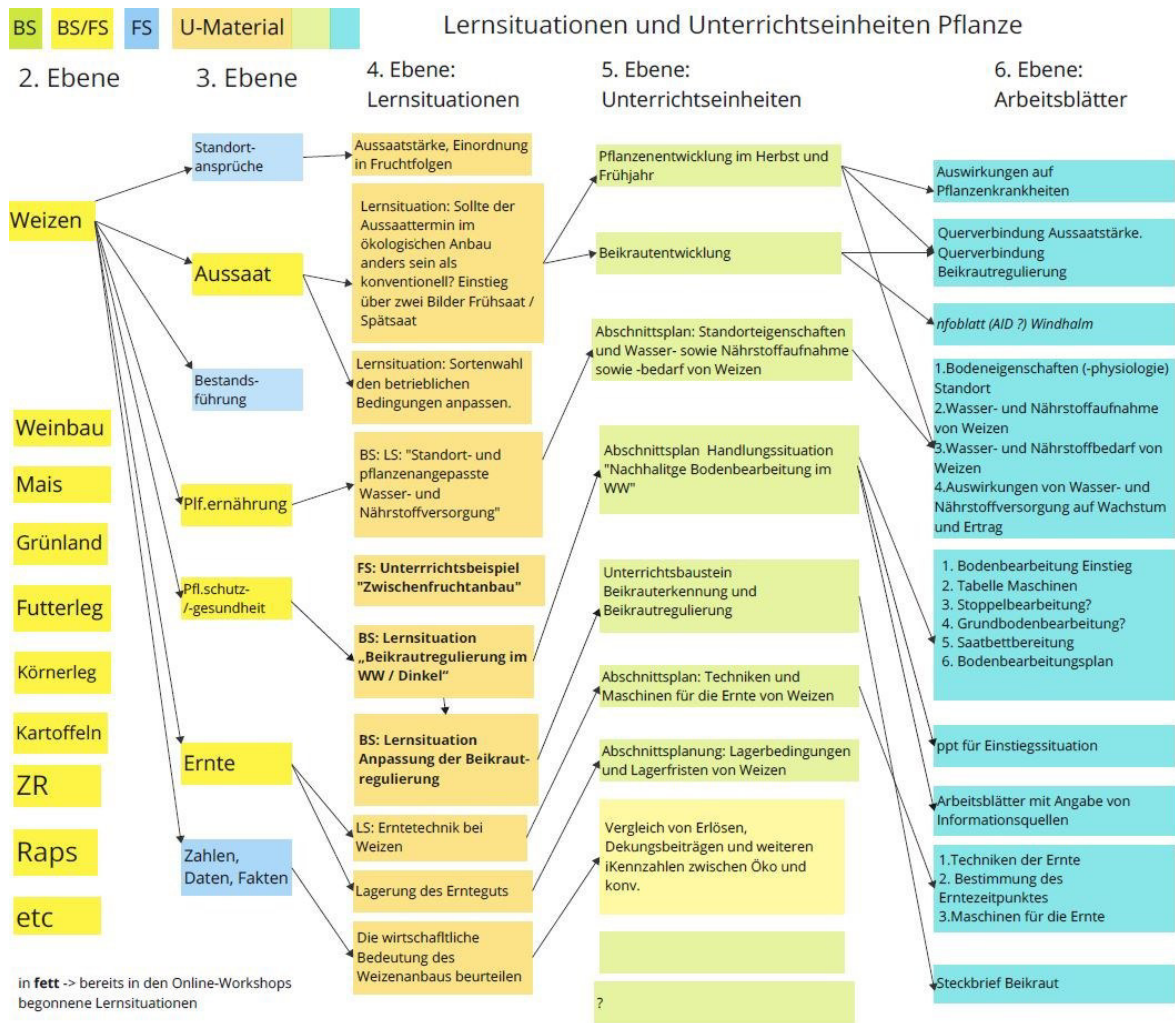 BS BS/FS FS U-Material
Lernsituationen und Unterrichtseinheiten Pflanze
2. Ebene
3. Ebene
4. Ebene:
Lernsituationen
5. Ebene:
Unterrichtseinheiten
6. Ebene:
Arbeitsblätter
Weizen
Weinbau
Mais
Grünland
Futterleg
Körnerleg
Kartoffeln
ZR
Raps
etc
in fett -> bereits in den Online-Workshops
begonnene Lernsituationen
Standort-
ansprüche
Aussaat
Bestands-
führung
Plf.ernährung
Pfl.schutz-
/-gesundheit
Ernte
Zahlen,
Daten, Fakten
Aussaatstärke, Einordnung
in Fruchtfolgen
Lernsituation: Sollte der
Aussaattermin im
ökologischen Anbau
anders sein als
konventionell? Einstieg
über zwei Bilder Frühsaat /
Spätsaat
Lernsituation: Sortenwahl
den betrieblichen
Bedingungen anpassen.
BS: LS: "Standort- und
pflanzenangepasste
Wasser- und
Nährstoffversorgung"
FS: Unterrrichtsbeispiel
"Zwischenfruchtanbau"
BS: Lernsituation
„Beikrautregulierung im
WW / Dinkel“
BS: Lernsituation
Anpassung der Beikraut-
regulierung
LS: Erntetechnik bei
Weizen
Lagerung des Ernteguts
Die wirtschafltliche
Bedeutung des
Weizenanbaus beurteilen
Pflanzenentwicklung im Herbst und
Frühjahr
Beikrautentwicklung
Abschnittsplan: Standorteigenschaften
und Wasser- sowie Nährstoffaufnahme
sowie -bedarf von Weizen
Abschnittsplan Handlungssituation
"Nachhalitge Bodenbearbeitung im
WW"
Unterrichtsbaustein
Beikrauterkennung und
Beikrautregulierung
Abschnittsplan: Techniken und
Maschinen für die Ernte von Weizen
Abschnittsplanung: Lagerbedingungen
und Lagerfristen von Weizen
Vergleich von Erlösen,
Dekungsbeiträgen und weiteren
iKennzahlen zwischen Öko und
konv.
?
Auswirkungen auf
Pflanzenkrankheiten
Querverbindung Aussaatstärke.
Querverbindung
Beikrautregulierung
nfoblatt (AID ?) Windhalm
1.Bodeneigenschaften (-physiologie)
Standort
2.Wasser- und Nährstoffaufnahme
von Weizen
3.Wasser- und Nährstoffbedarf von
Weizen
4.Auswirkungen von Wasser- und
Nährstoffversorgung auf Wachstum
und Ertrag
1. Bodenbearbeitung Einstieg
2. Tabelle Maschinen
3. Stoppelbearbeitung?
4. Grundbodenbearbeitung?
5. Saatbettbereitung
6. Bodenbearbeitungsplan
ppt für Einstiegssituation
Arbeitsblätter mit Angabe von
Informationsquellen
1.Techniken der Ernte
2. Bestimmung des
Erntezeitpunktes
3.Maschinen für die Ernte
Steckbrief Beikraut